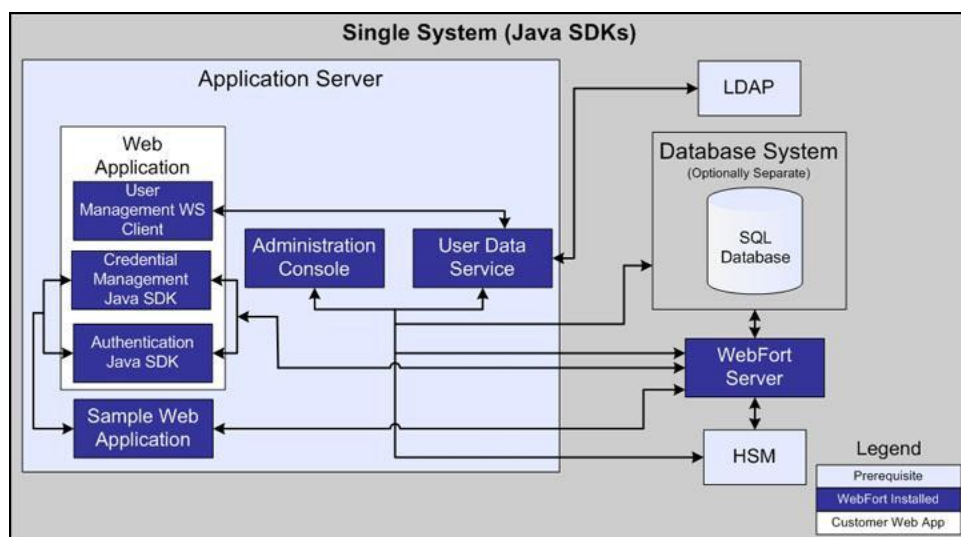 Single System (Java SDKs)
Application Server
LDAP
Web
Application
User
Management WS
Client
Credential
Management
Java SDK
Authentication
Java SDK
Sample Web
Application
Administration
Console
User Data
Service
Database System
(Optionally Separate)
SQL
Database
WebFort
Server
HSM
Legend
Prerequisite
WebFort Installed
Customer Web App